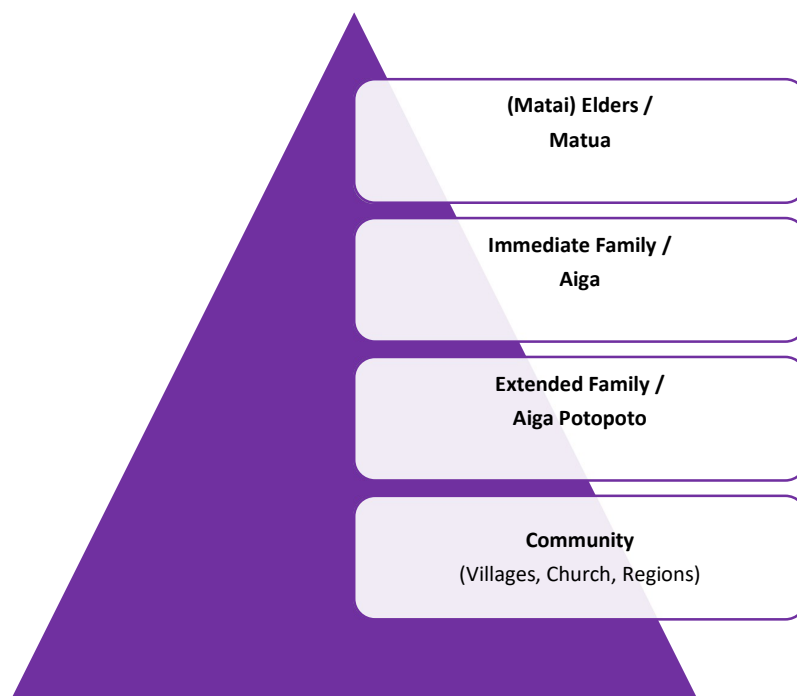 (Matai) Elders /
Matua
Immediate Family /
Aiga
Extended Family /
Aiga Potopoto
Community
(Villages, Church, Regions)